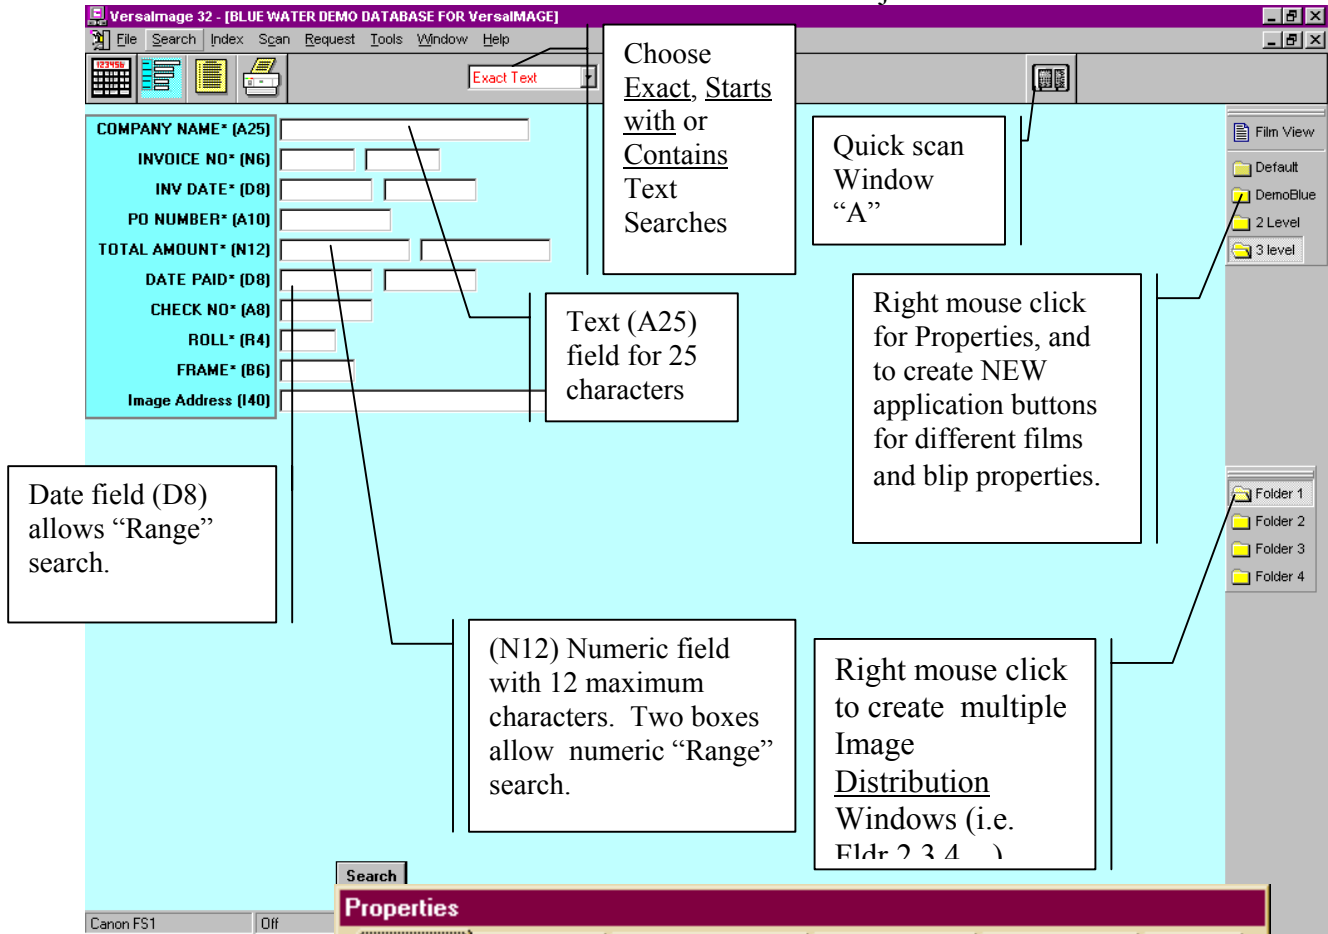 VersaImage 32 - [BLUE WATER DEMO DATABASE FOR VersaIMAGE]
File Search Index Scan Request Tools Window Help
123456
Exact Text
Choose
Exact, Starts
with or
Contains
Text
Searches
Quick scan
Window
“A”
COMPANY NAME* (A25)
INVOICE NO* (N6)
INV DATE* (D8)
PO NUMBER* (A10)
TOTAL AMOUNT* (N12)
DATE PAID* (D8)
CHECK NO* (A8)
ROLL* (R4)
FRAME* (B6)
Image Address (I40)
Film View
Default
DemoBlue
2 Level
3 level
Text (A25)
field for 25
characters
Right mouse click
for Properties, and
to create NEW
application buttons
for different films
and blip properties.
Date field (D8)
allows “Range”
search.
Folder 1
Folder 2
Folder 3
Folder 4
(N12) Numeric field
with 12 maximum
characters. Two boxes
allow numeric “Range”
search.
Right mouse click
to create multiple
Image
Distribution
Windows (i.e.
Fldr 2,3,4…)
Search
Properties
Canon FS1 Off